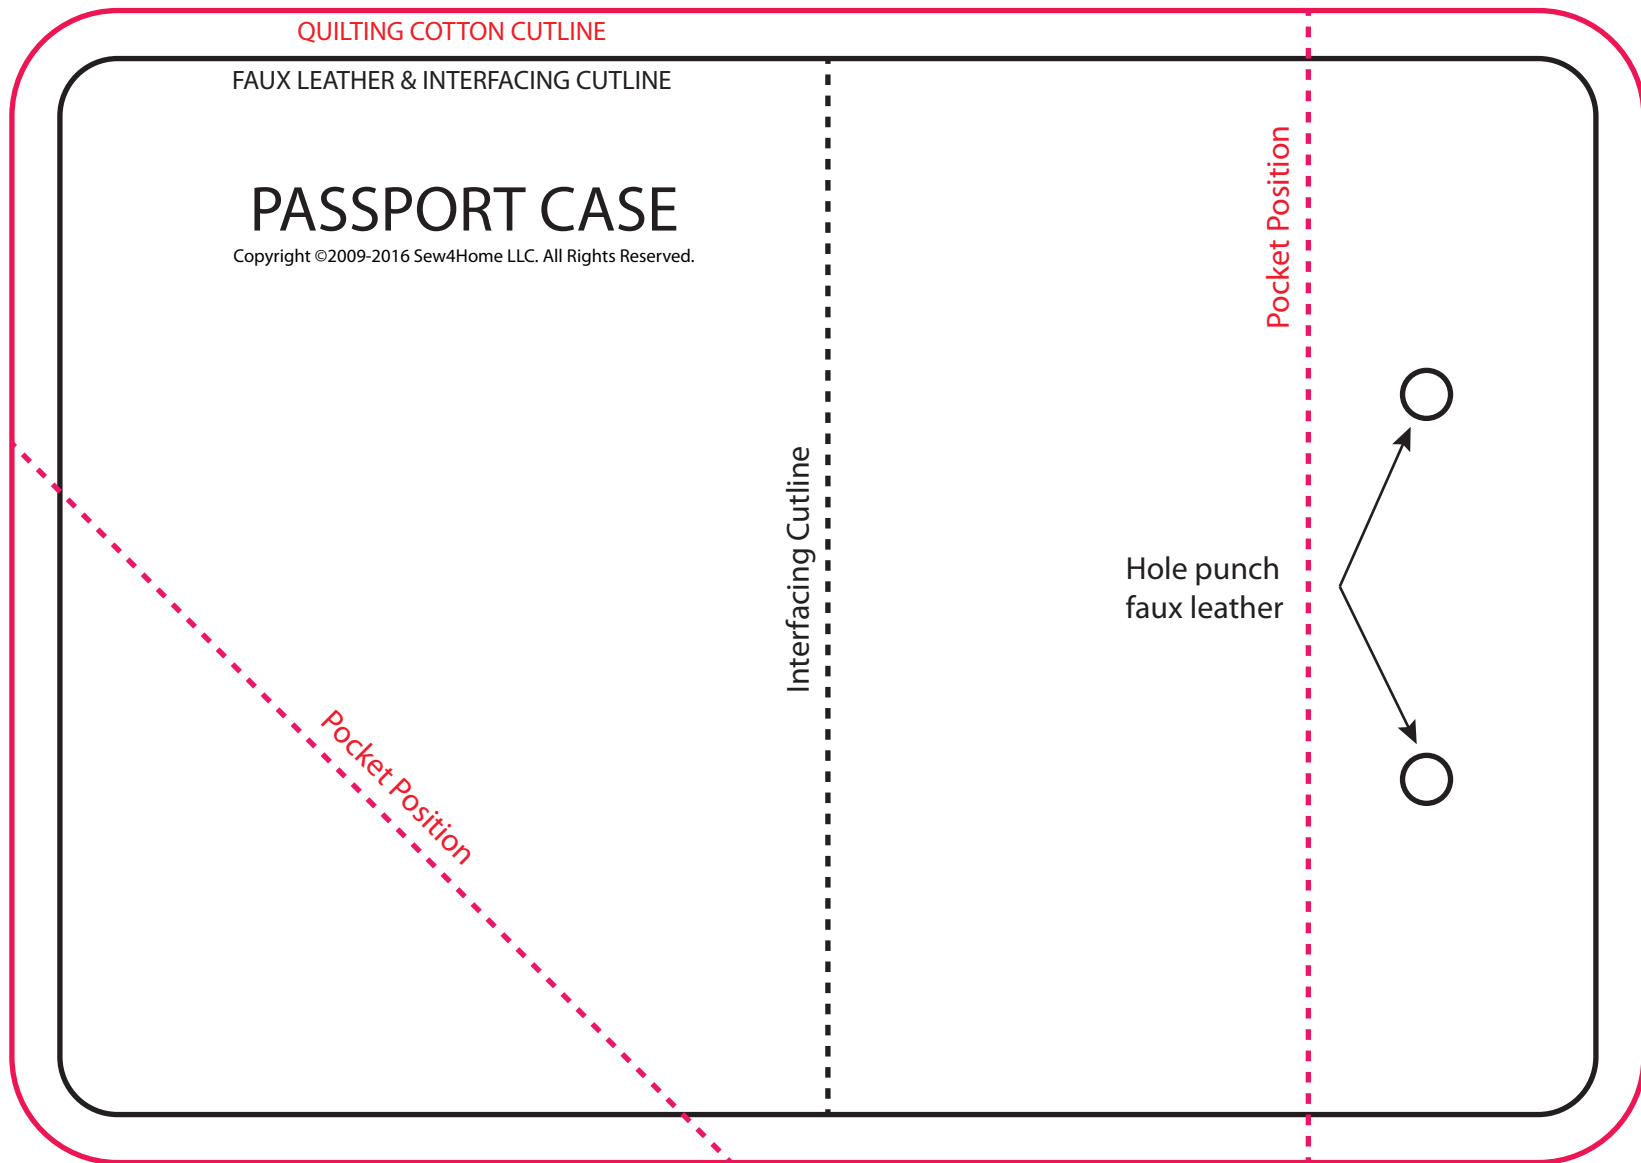 QUILTING COTTON CUTLINE
FAUX LEATHER & INTERFACING CUTLINE
PASSPORT CASE
Copyright ©2009-2016 Sew4Home LLC. All Rights Reserved.
Pocket Position
Interfacing Cutline
Hole punch
faux leather
Pocket Position